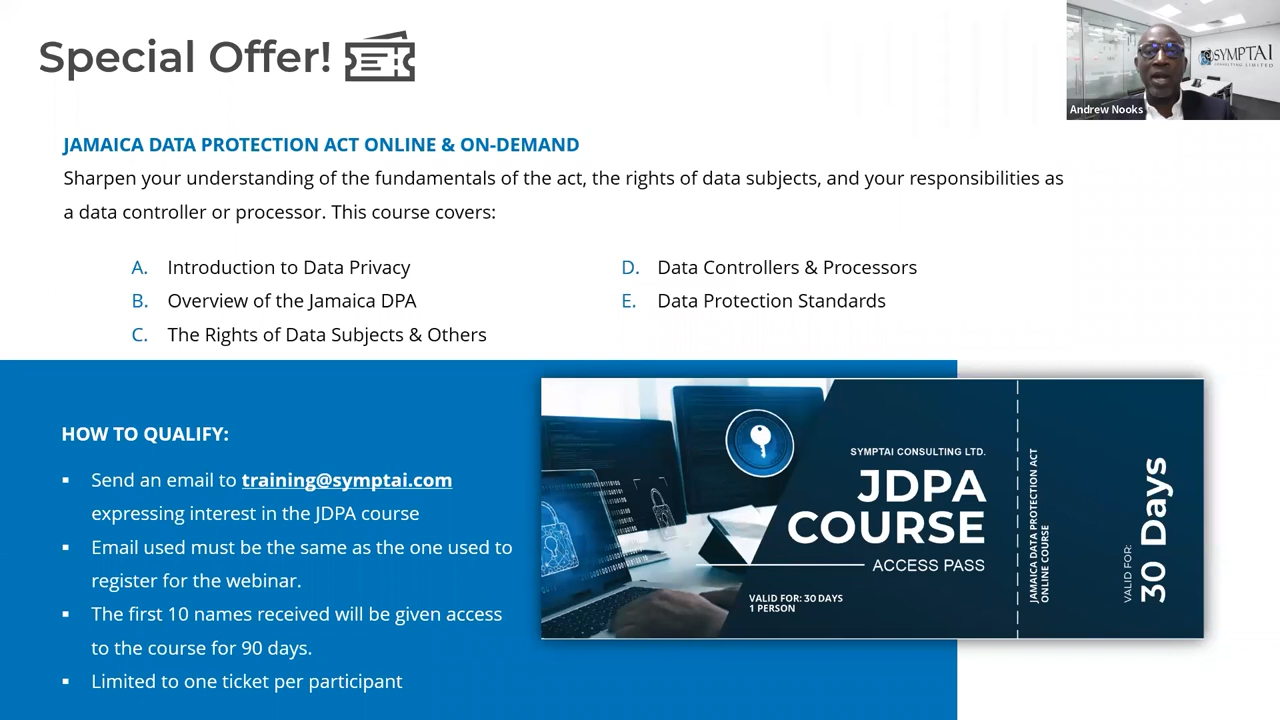 Special Offer!
SYMPTAI
CONSULTING LIMITED
Andrew Nooks
JAMAICA DATA PROTECTION ACT ONLINE & ON-DEMAND
Sharpen your understanding of the fundamentals of the act, the rights of data subjects, and your responsibilities as
a data controller or processor. This course covers:
A. Introduction to Data Privacy
B. Overview of the Jamaica DPA
C. The Rights of Data Subjects & Others
D. Data Controllers & Processors
E. Data Protection Standards
HOW TO QUALIFY:
▪ Send an email to training@symptai.com
expressing interest in the JDPA course
▪ Email used must be the same as the one used to
register for the webinar.
▪ The first 10 names received will be given access
to the course for 90 days.
▪ Limited to one ticket per participant
SYMPTAI CONSULTING LTD.
JDPA
COURSE
ACCESS PASS
VALID FOR: 30 DAYS
1 PERSON
JAMAICA DATA PROTECTION ACT
ONLINE COURSE
VALID FOR:
30 Days